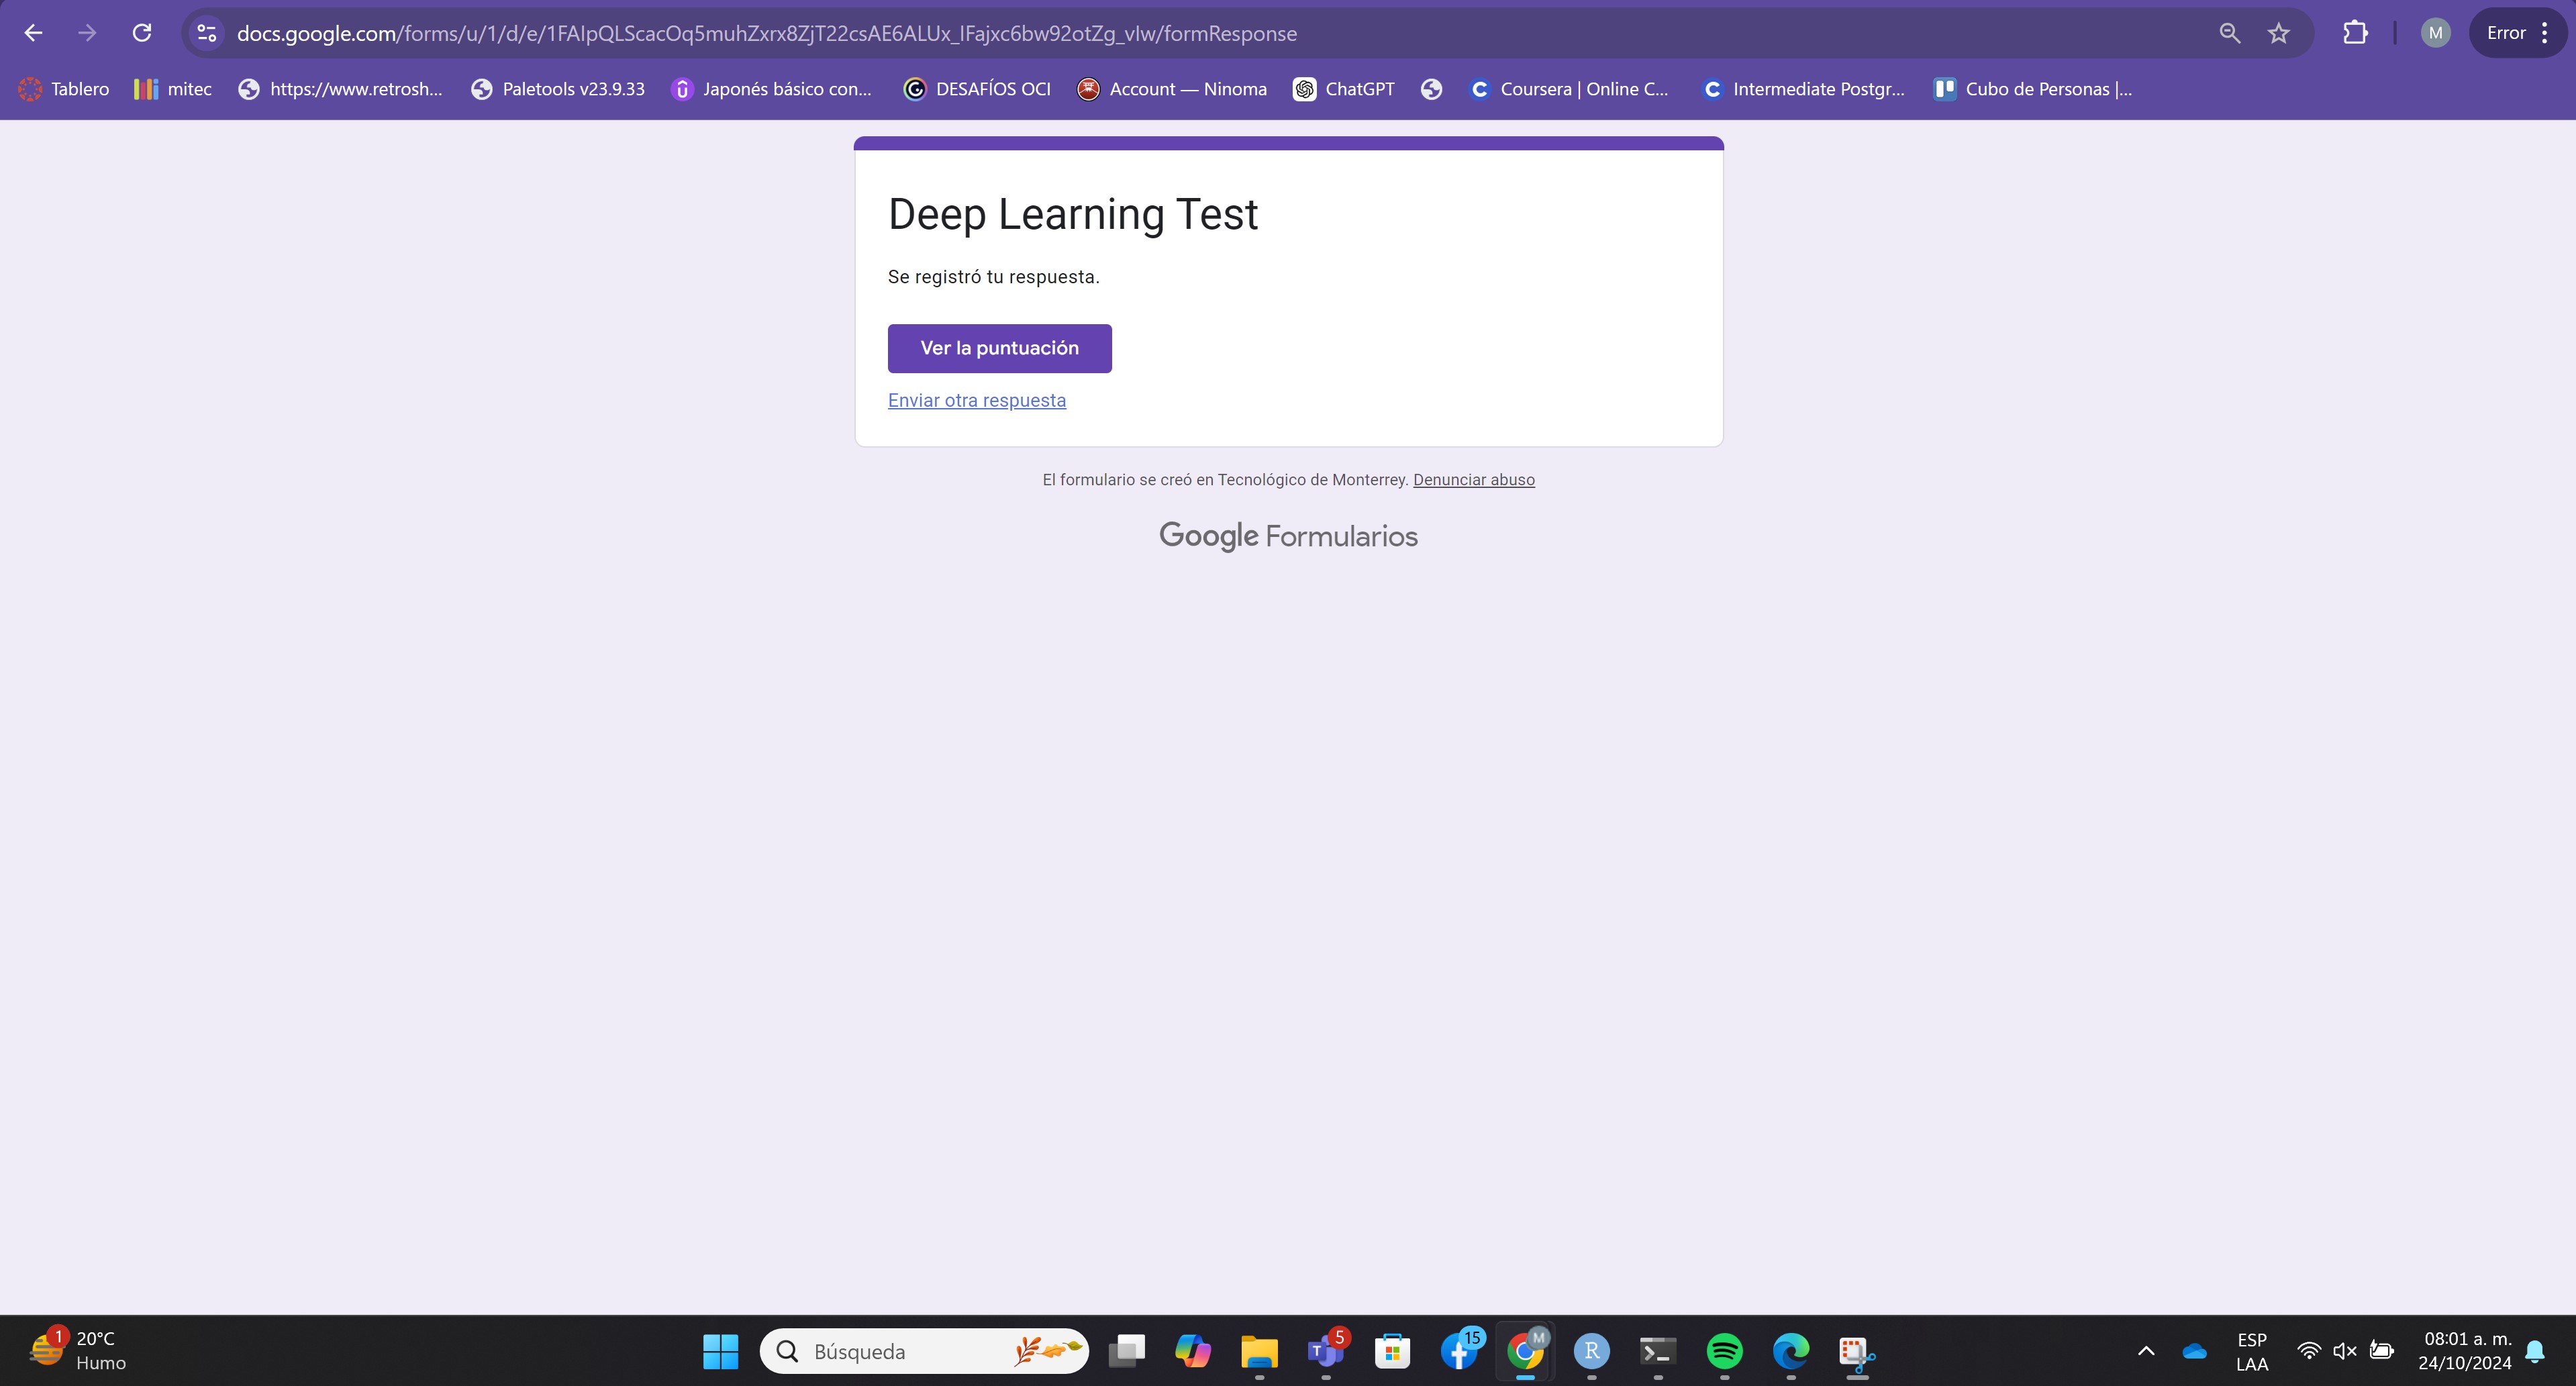 docs.google.com/forms/u/1/d/e/1FAIpQLScacOq5muhZxrx8ZjT22csAE6ALUx_lFajxc6bw92otZg_vIw/formResponse
M
Error
Tablero
mitec
https://www.retrosh...
Paletools v23.9.33
Japonés básico con...
DESAFÍOS OCI
Account — Ninoma
ChatGPT
Coursera | Online C...
Intermediate Postgr...
Cubo de Personas |...
Deep Learning Test
Se registró tu respuesta.
Ver la puntuación
Enviar otra respuesta
El formulario se creó en Tecnológico de Monterrey. Denunciar abuso
Google Formularios
1
20°C
Humo
Búsqueda
5
15
M
R
ESP
LAA
08:01 a. m.
24/10/2024